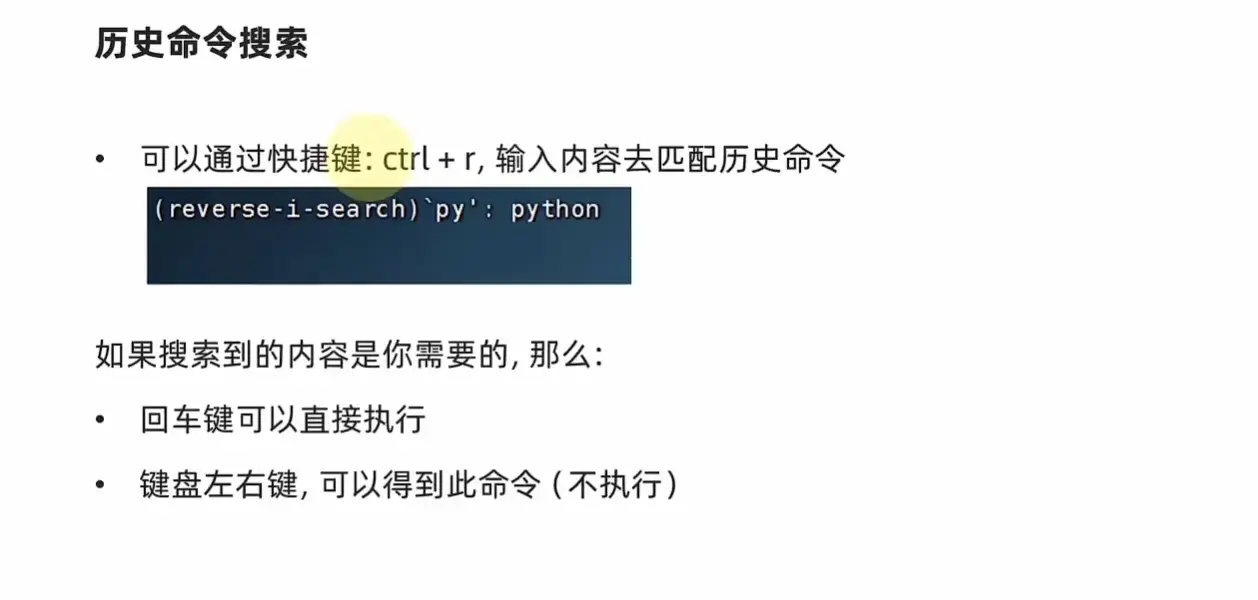 历史命令搜索
• 可以通过快捷键: ctrl + r, 输入内容去匹配历史命令
(reverse-i-search)`py': python
如果搜索到的内容是你需要的, 那么:
• 回车键可以直接执行
• 键盘左右键, 可以得到此命令 (不执行)